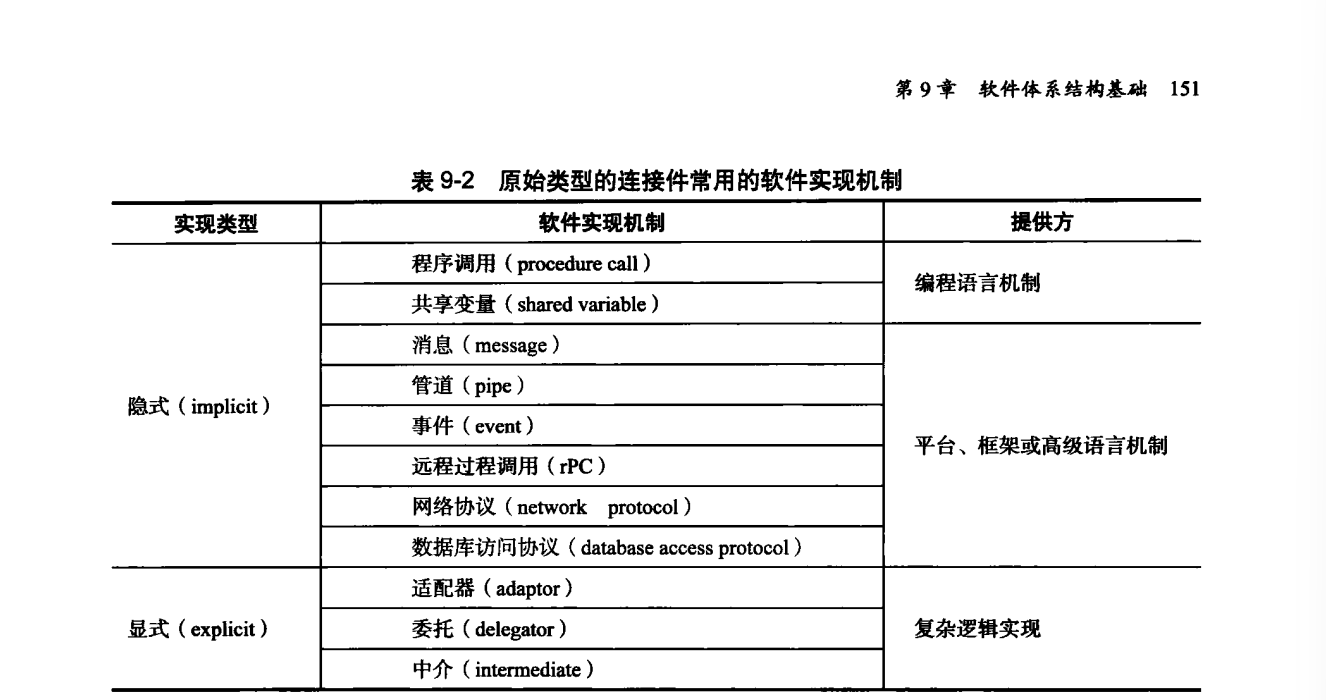 第9章 软件体系结构基础 151
表 9-2 原始类型的连接件常用的软件实现机制
实现类型 软件实现机制 提供方
隐式（implicit） 程序调用（procedure call） 编程语言机制
共享变量（shared variable）
消息（message） 平台、框架或高级语言机制
管道（pipe）
事件（event）
远程过程调用（rPC）
网络协议（network protocol）
数据库访问协议（database access protocol）
显式（explicit） 适配器（adaptor） 复杂逻辑实现
委托（delegator）
中介（intermediate）